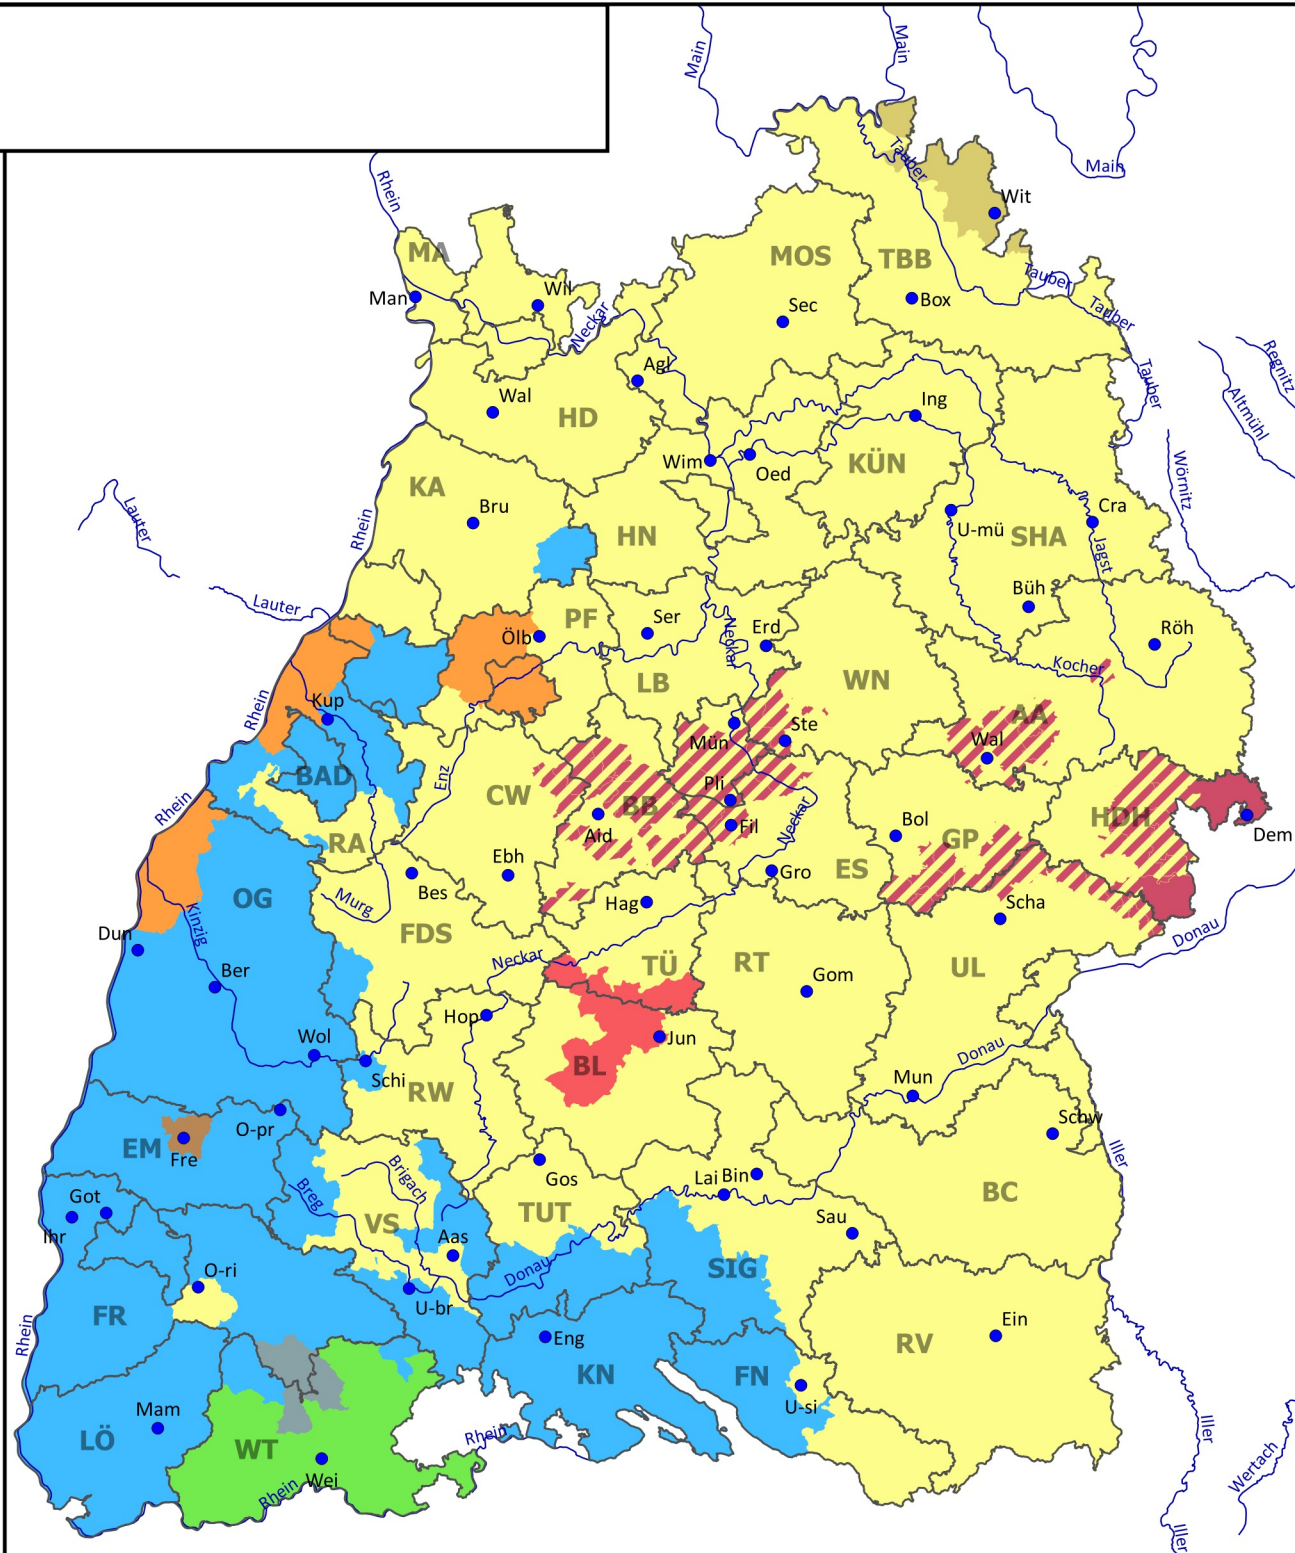 Main
Main
Main
Rhein
Tauber
Wit
MA
MOS
TBB
Man
Wil
Neckar
Sec
Box
Tauber
Tauber
Tauber
Regnitz
Altmühl
Agl
Wal
HD
Ing
Wim
Oed
KÜN
Wörnitz
KA
Bru
HN
U-mü
SHA
Cra
Jagst
Lauter
Rhein
Lauter
Büh
Röh
Ölb
PF
Ser
Neckar
Erd
Kocher
LB
WN
Rhein
Kup
AA
Mün
Ste
Wal
BAD
Enz
CW
BB
Pli
Aid
Fil
Neckar
Bol
GP
HDH
Dem
Rhein
RA
Ebh
Bes
Gro
ES
OG
Murg
Hag
Scha
Kinzig
Dun
FDS
Donau
Neckar
TÜ
RT
UL
Ber
Gom
Hop
Wol
Jun
Schi
BL
Donau
RW
Mun
Schw
O-pr
EM
Fre
Iller
Brigach
Gos
Lai
Bin
BC
Breg
Got
Ihr
VS
TUT
Sau
Aas
O-ri
Donau
SIG
U-br
FR
Rhein
Eng
Ein
RV
KN
FN
U-si
Mam
LÖ
WT
Rhein
Iller
Wei
Rhein
Wertach
Iller